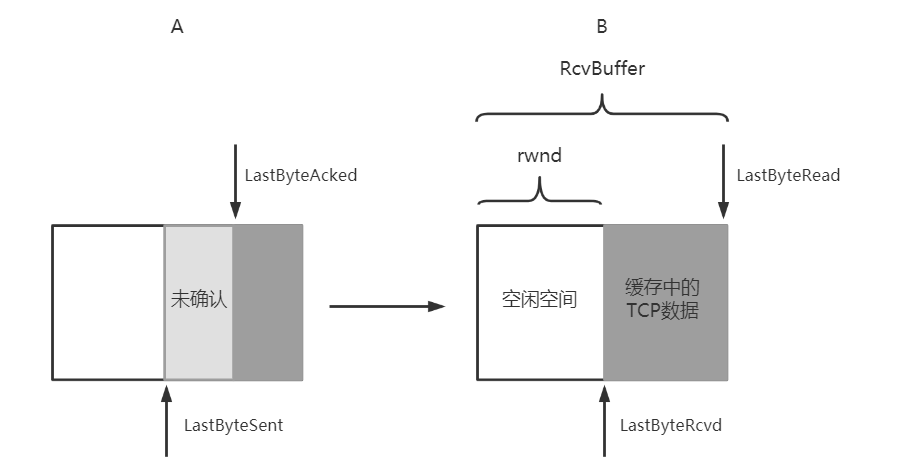 A
B
RcvBuffer
rwnd
LastByteAcked
LastByteRead
未确认
空闲空间
缓存中的
TCP数据
LastByteSent
LastByteRcvd